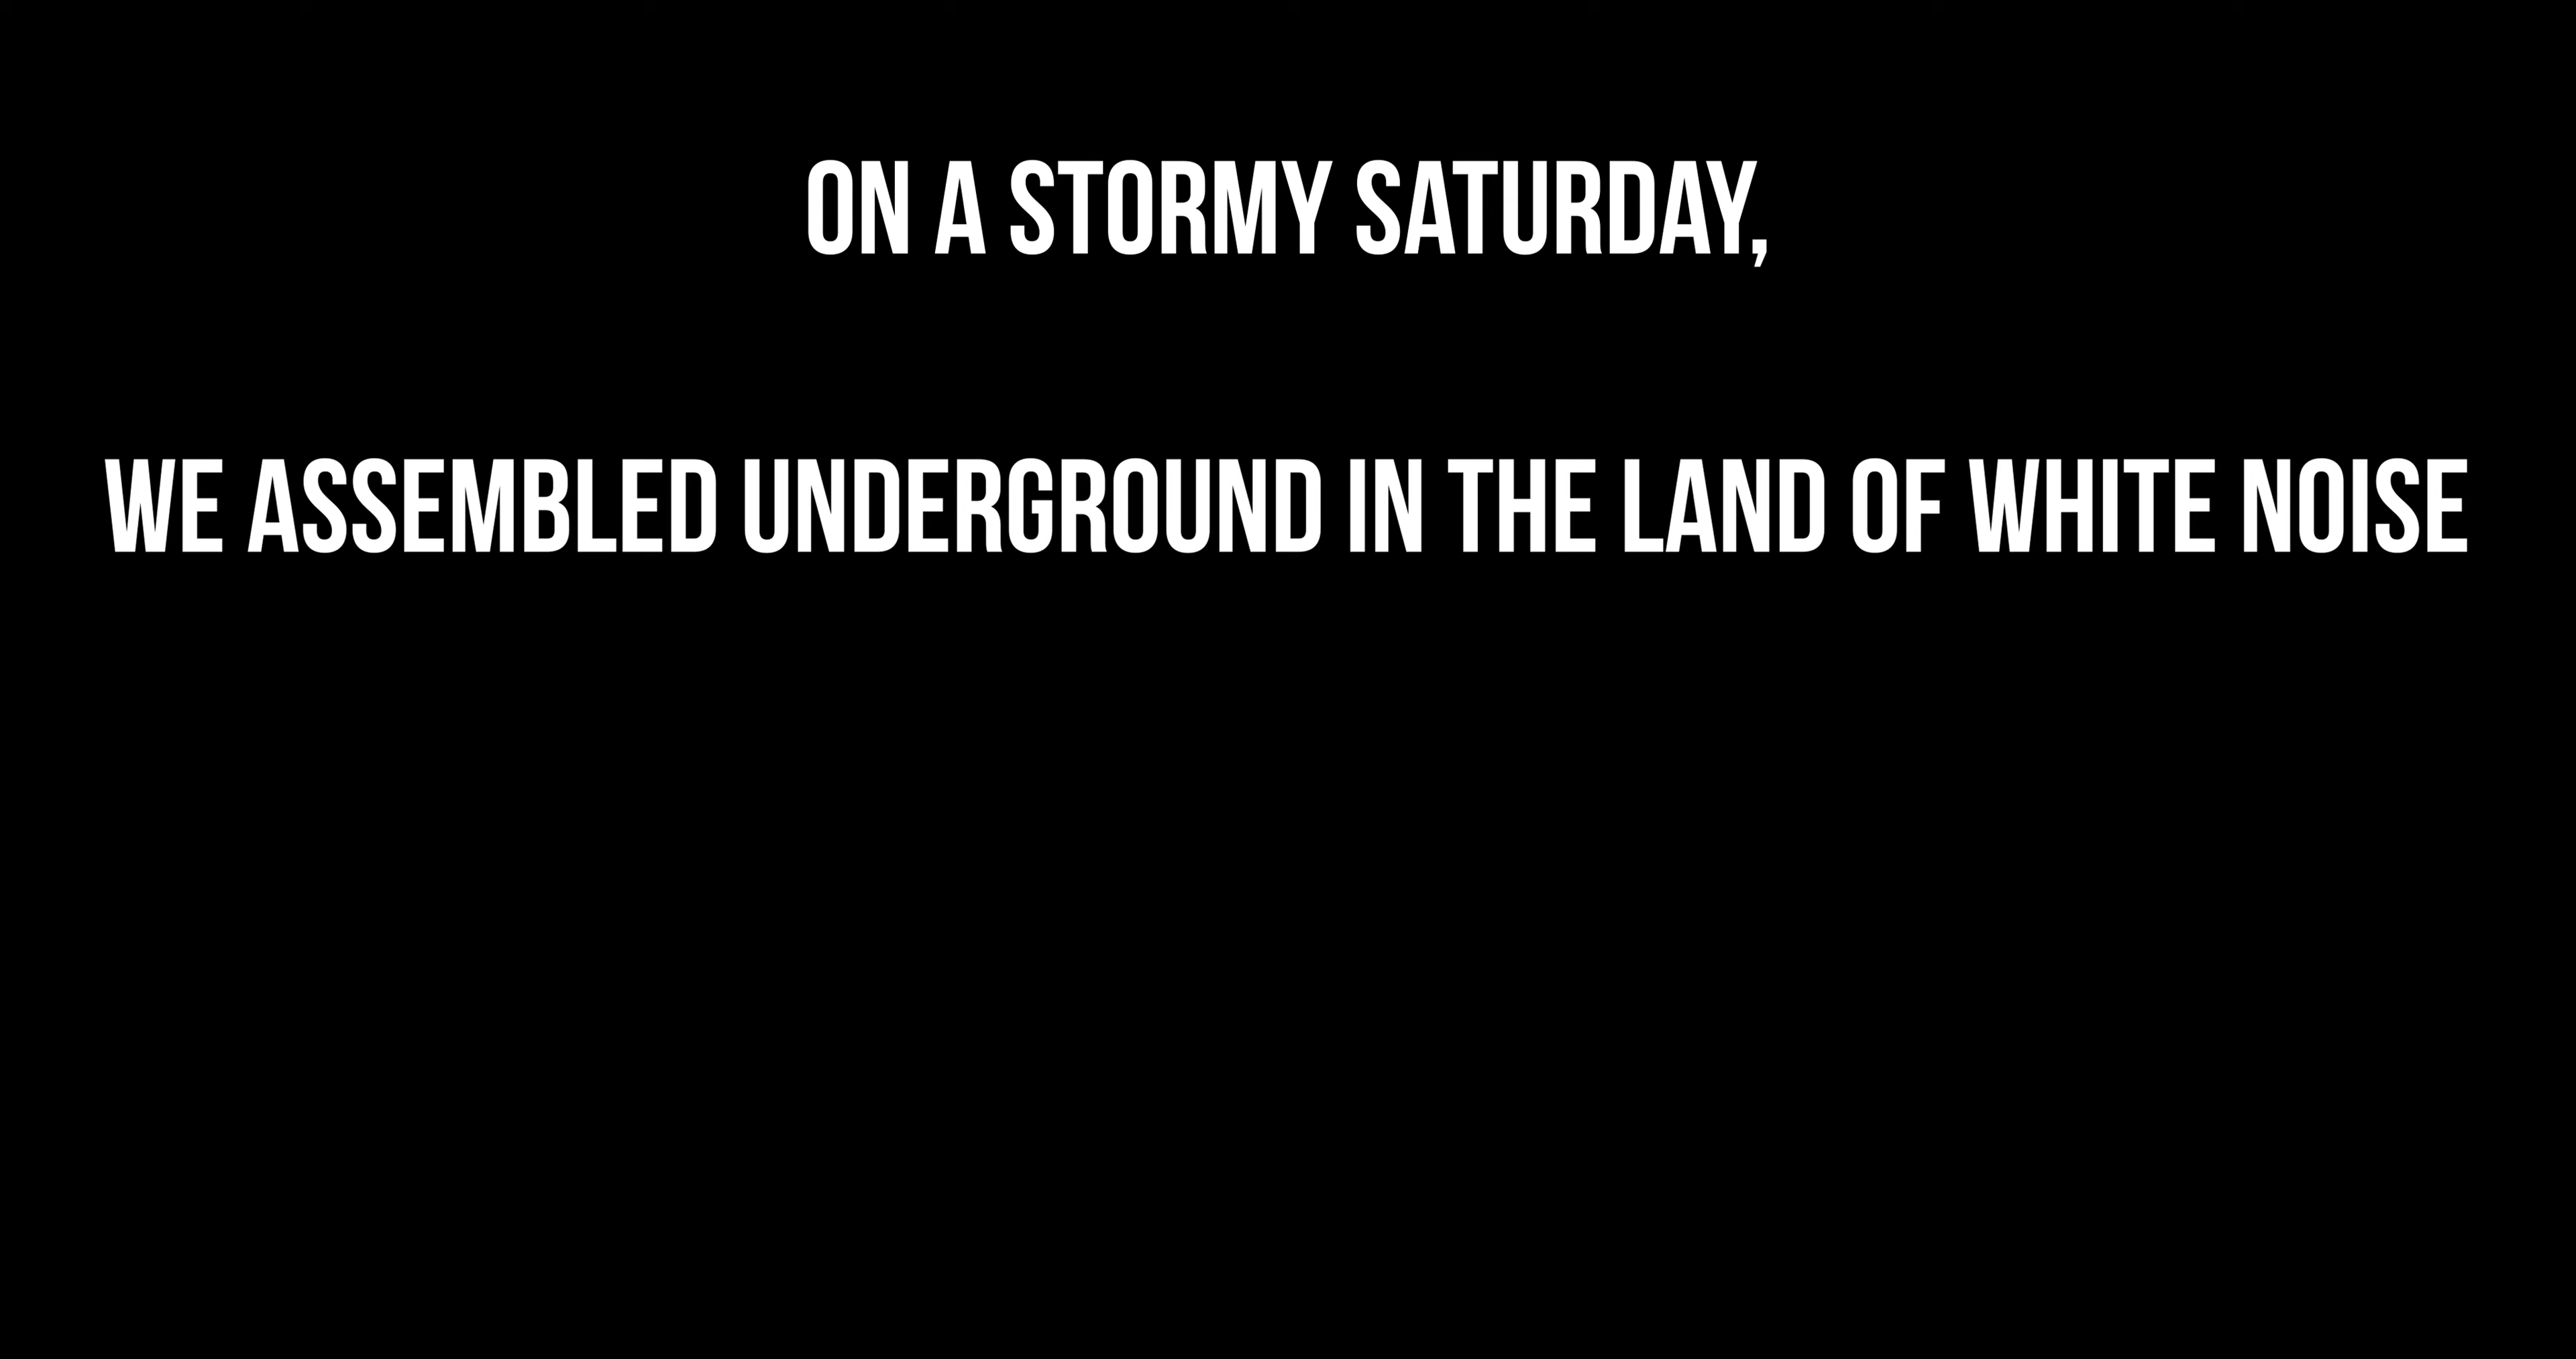 ON A STORMY SATURDAY,
WE ASSEMBLED UNDERGROUND IN THE LAND OF WHITE NOISE